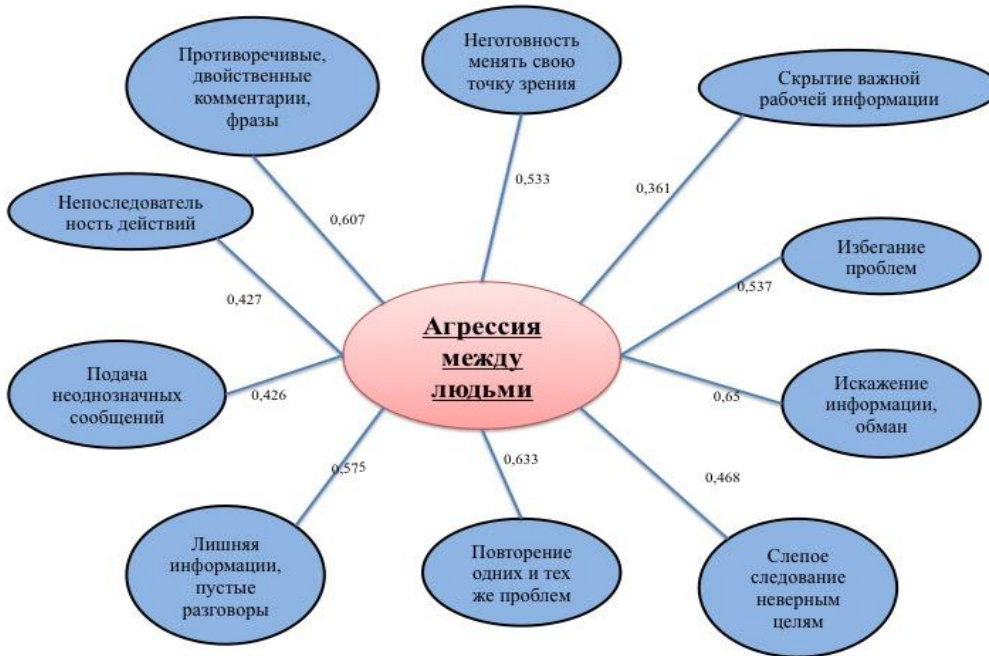 Противоречивые,
двойственные
комментарии,
фразы
Неготовность
менять свою
точку зрения
Скрытие важной
рабочей информации
0,533
0,361
0,607
Непоследователь
ность действий
Избегание
проблем
0,427
0,537
Агрессия
между
людьми
Подача
неоднозначных
сообщений
0,426
0,65
Искажение
информации,
обман
0,575
0,633
0,468
Лишняя
информации,
пустые
разговоры
Повторение
одних и тех
же проблем
Слепое
следование
неверным
целям